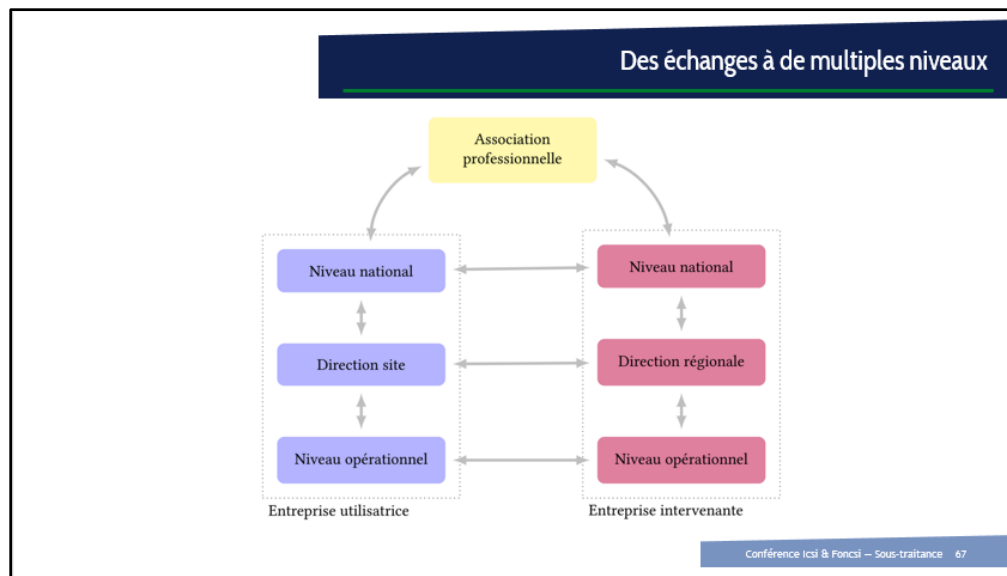 Des échanges à de multiples niveaux
Association
professionnelle
Niveau national
Niveau national
Direction site
Direction régionale
Niveau opérationnel
Niveau opérationnel
Entreprise utilisatrice
Entreprise intervenante
Conférence Icsi & Foncsi – Sous-traitance 67